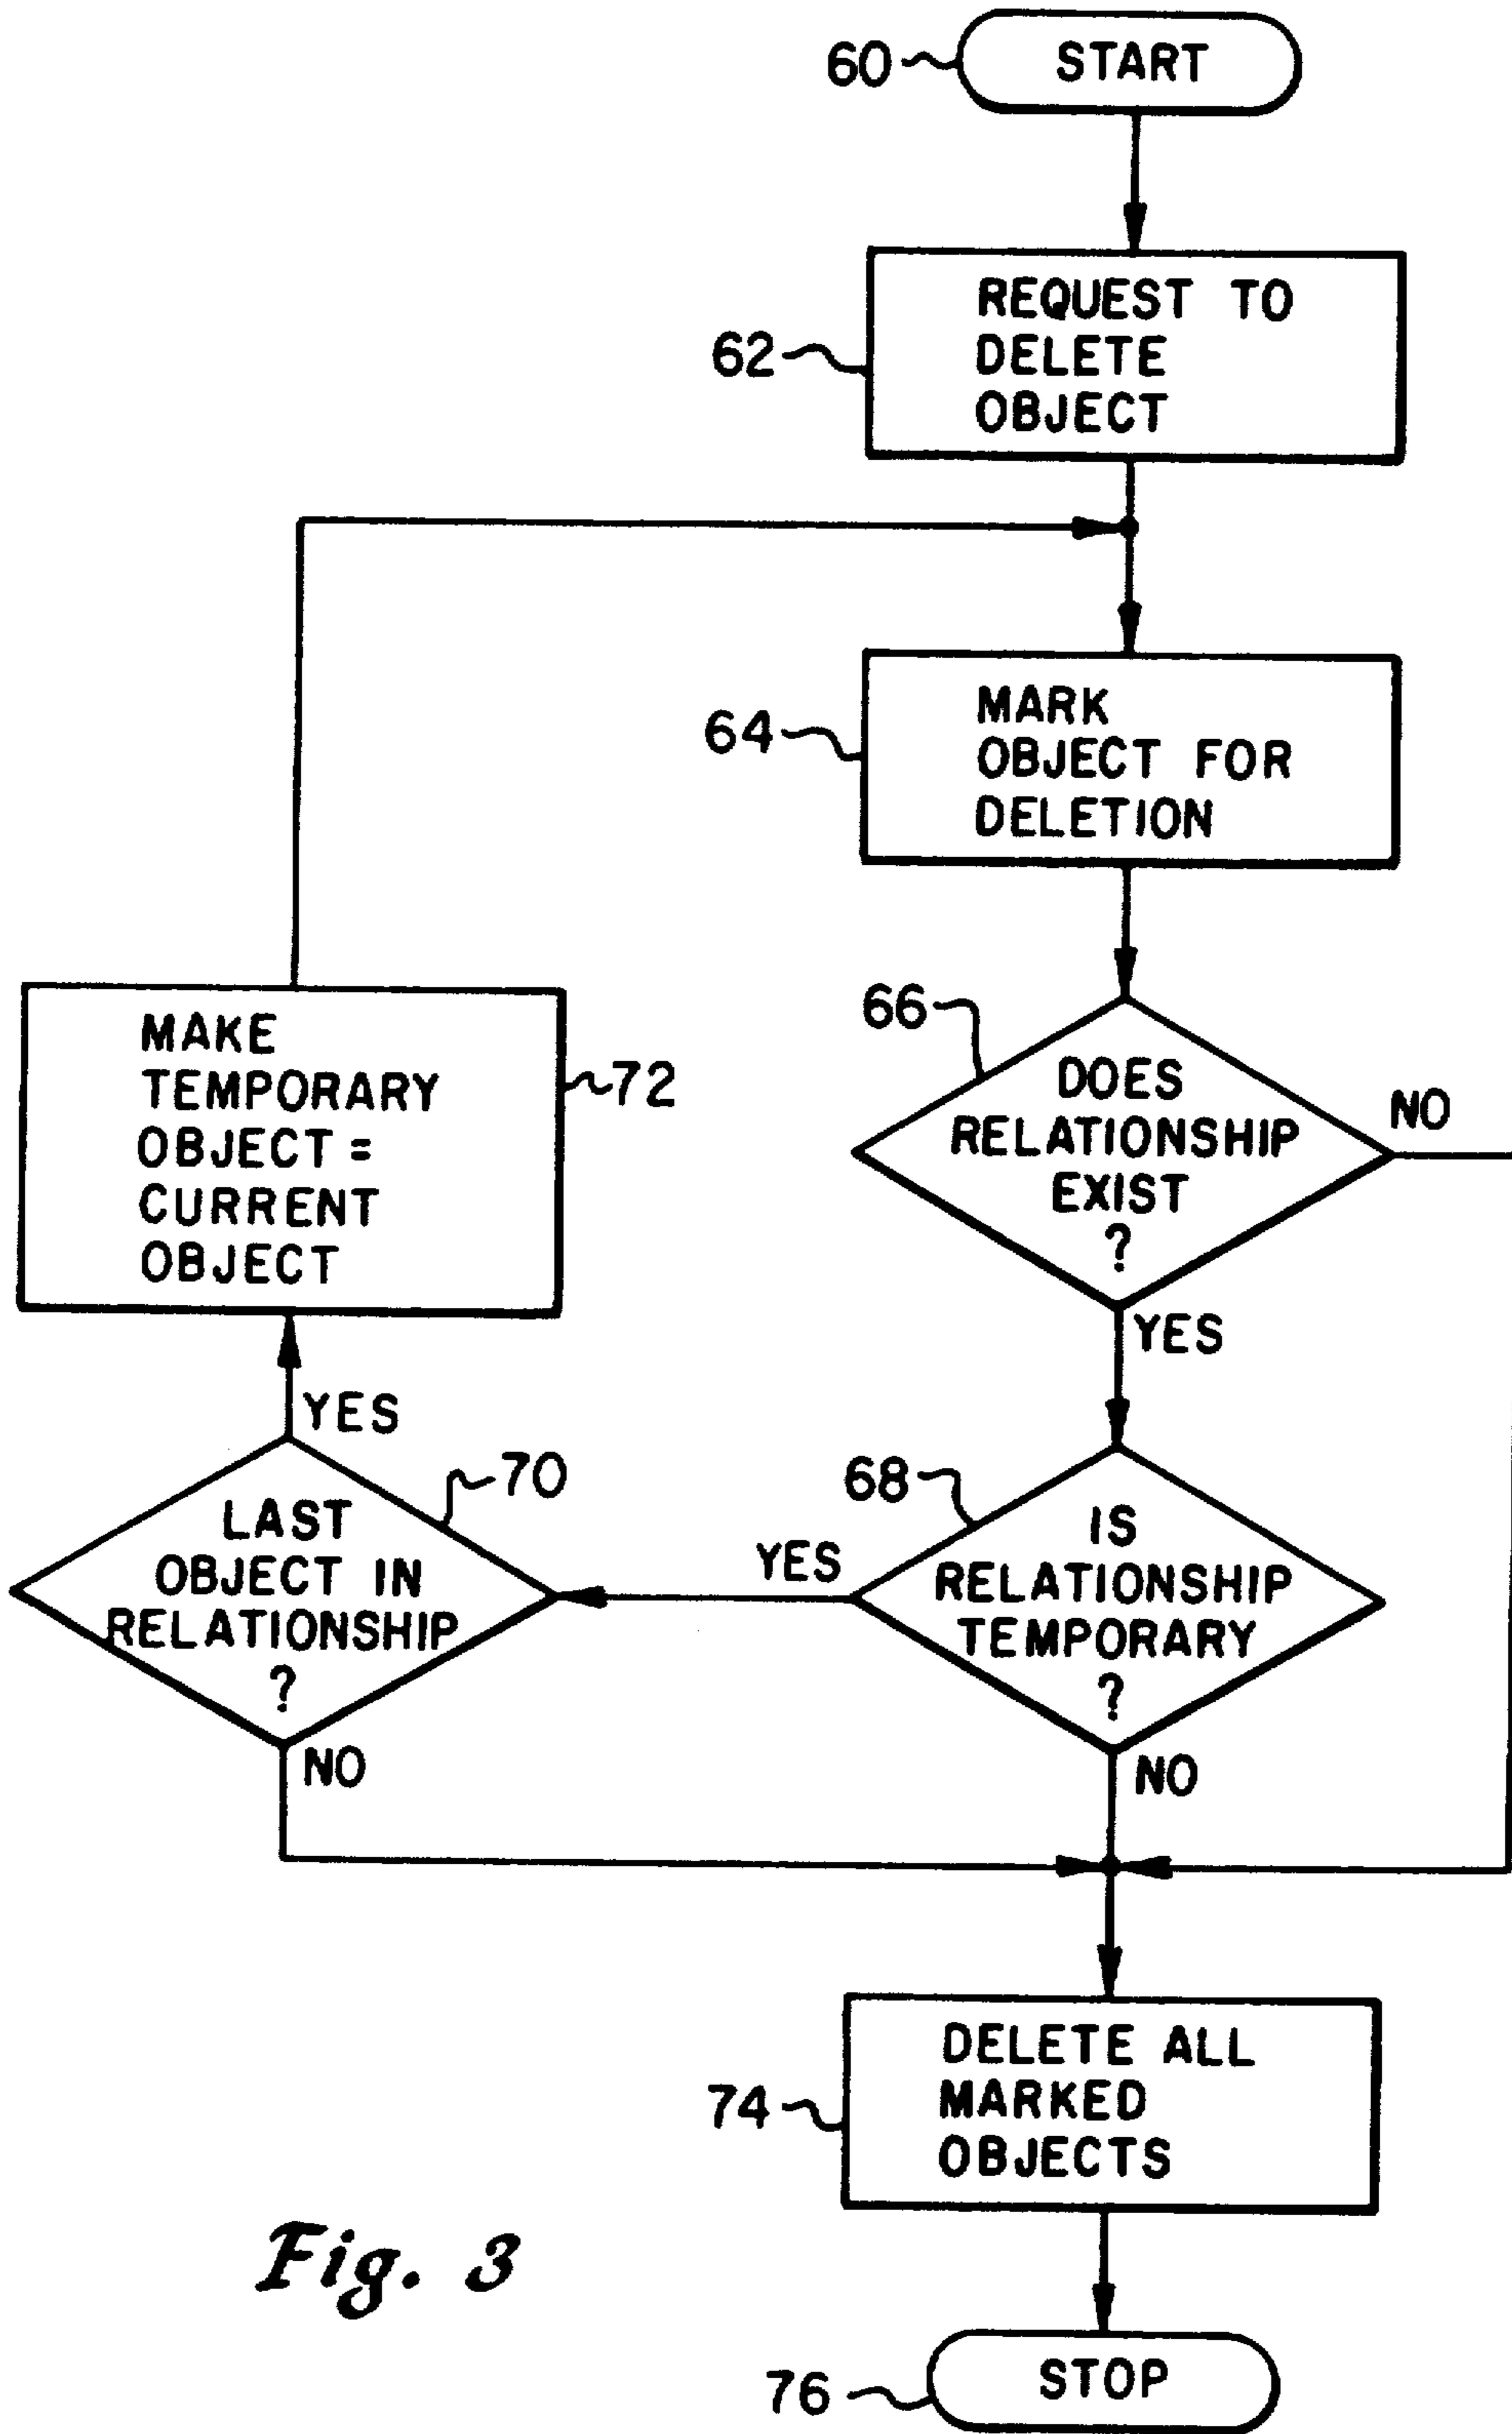 60
START
62
REQUEST TO
DELETE
OBJECT
64
MARK
OBJECT FOR
DELETION
66
DOES
RELATIONSHIP
EXIST
?
NO
YES
MAKE
TEMPORARY
OBJECT =
CURRENT
OBJECT
72
YES
70
LAST
OBJECT IN
RELATIONSHIP
?
NO
YES
68
IS
RELATIONSHIP
TEMPORARY
?
NO
74
DELETE ALL
MARKED
OBJECTS
76
STOP
Fig. 3